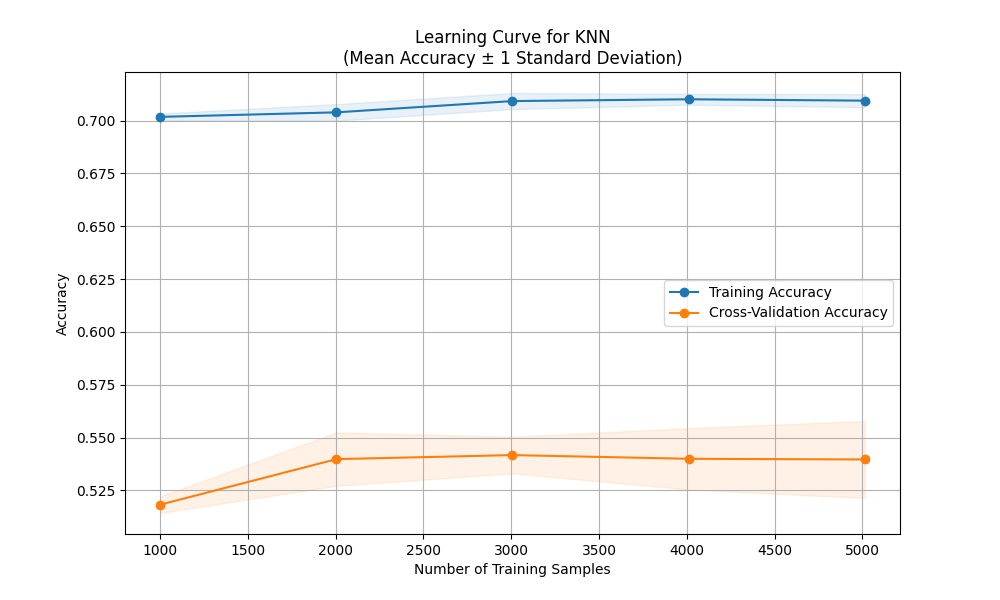 Learning Curve for KNN
(Mean Accuracy ± 1 Standard Deviation)
Accuracy
0.700
0.675
0.650
0.625
0.600
0.575
0.550
0.525
Training Accuracy
Cross-Validation Accuracy
1000 1500 2000 2500 3000 3500 4000 4500 5000
Number of Training Samples